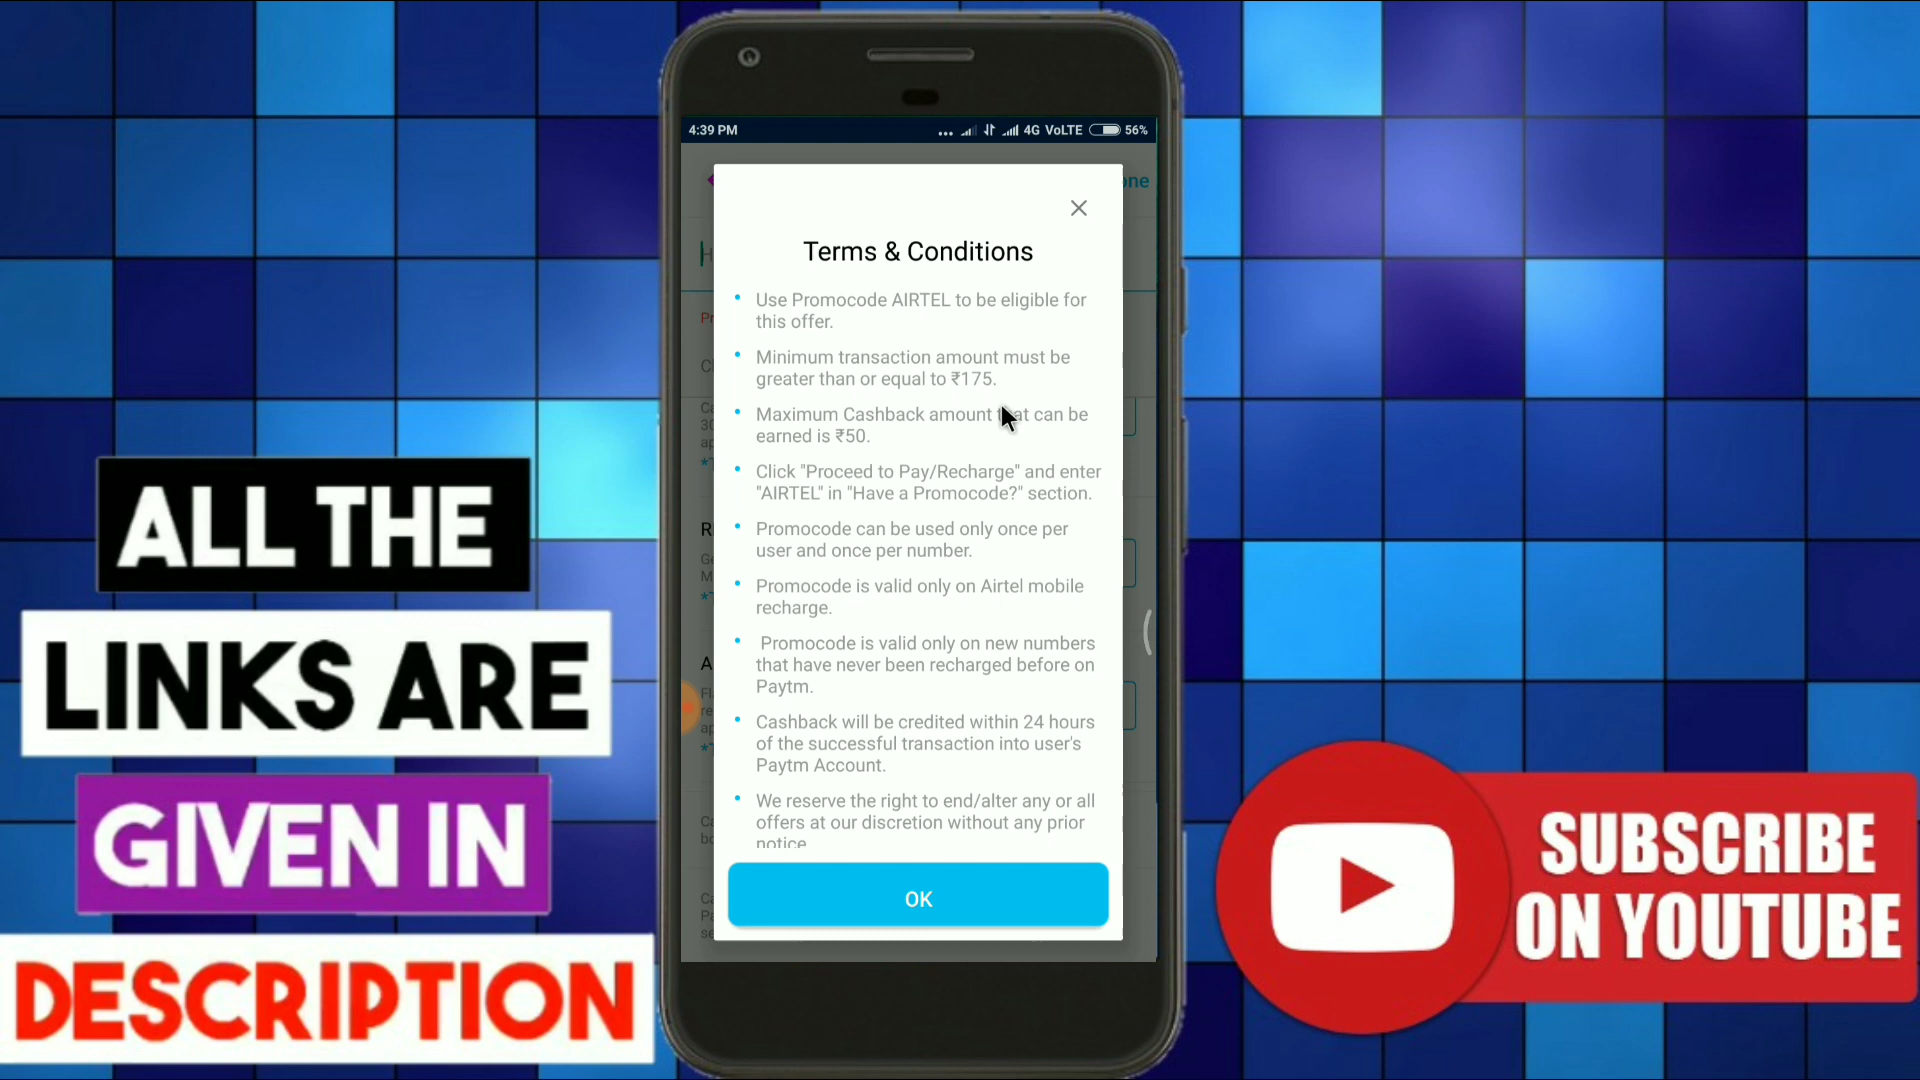 4:39 PM
4G VoLTE 56%
one
Terms & Conditions
Use Promocode AIRTEL to be eligible for
this offer.
Minimum transaction amount must be
greater than or equal to ₹175.
Maximum Cashback amount that can be
earned is ₹50.
Click "Proceed to Pay/Recharge" and enter
"AIRTEL" in "Have a Promocode?" section.
Promocode can be used only once per
user and once per number.
Promocode is valid only on Airtel mobile
recharge.
Promocode is valid only on new numbers
that have never been recharged before on
Paytm.
Cashback will be credited within 24 hours
of the successful transaction into user's
Paytm Account.
We reserve the right to end/alter any or all
offers at our discretion without any prior
notice
OK
ALL THE
LINKS ARE
GIVEN IN
DESCRIPTION
SUBSCRIBE
ON YOUTUBE